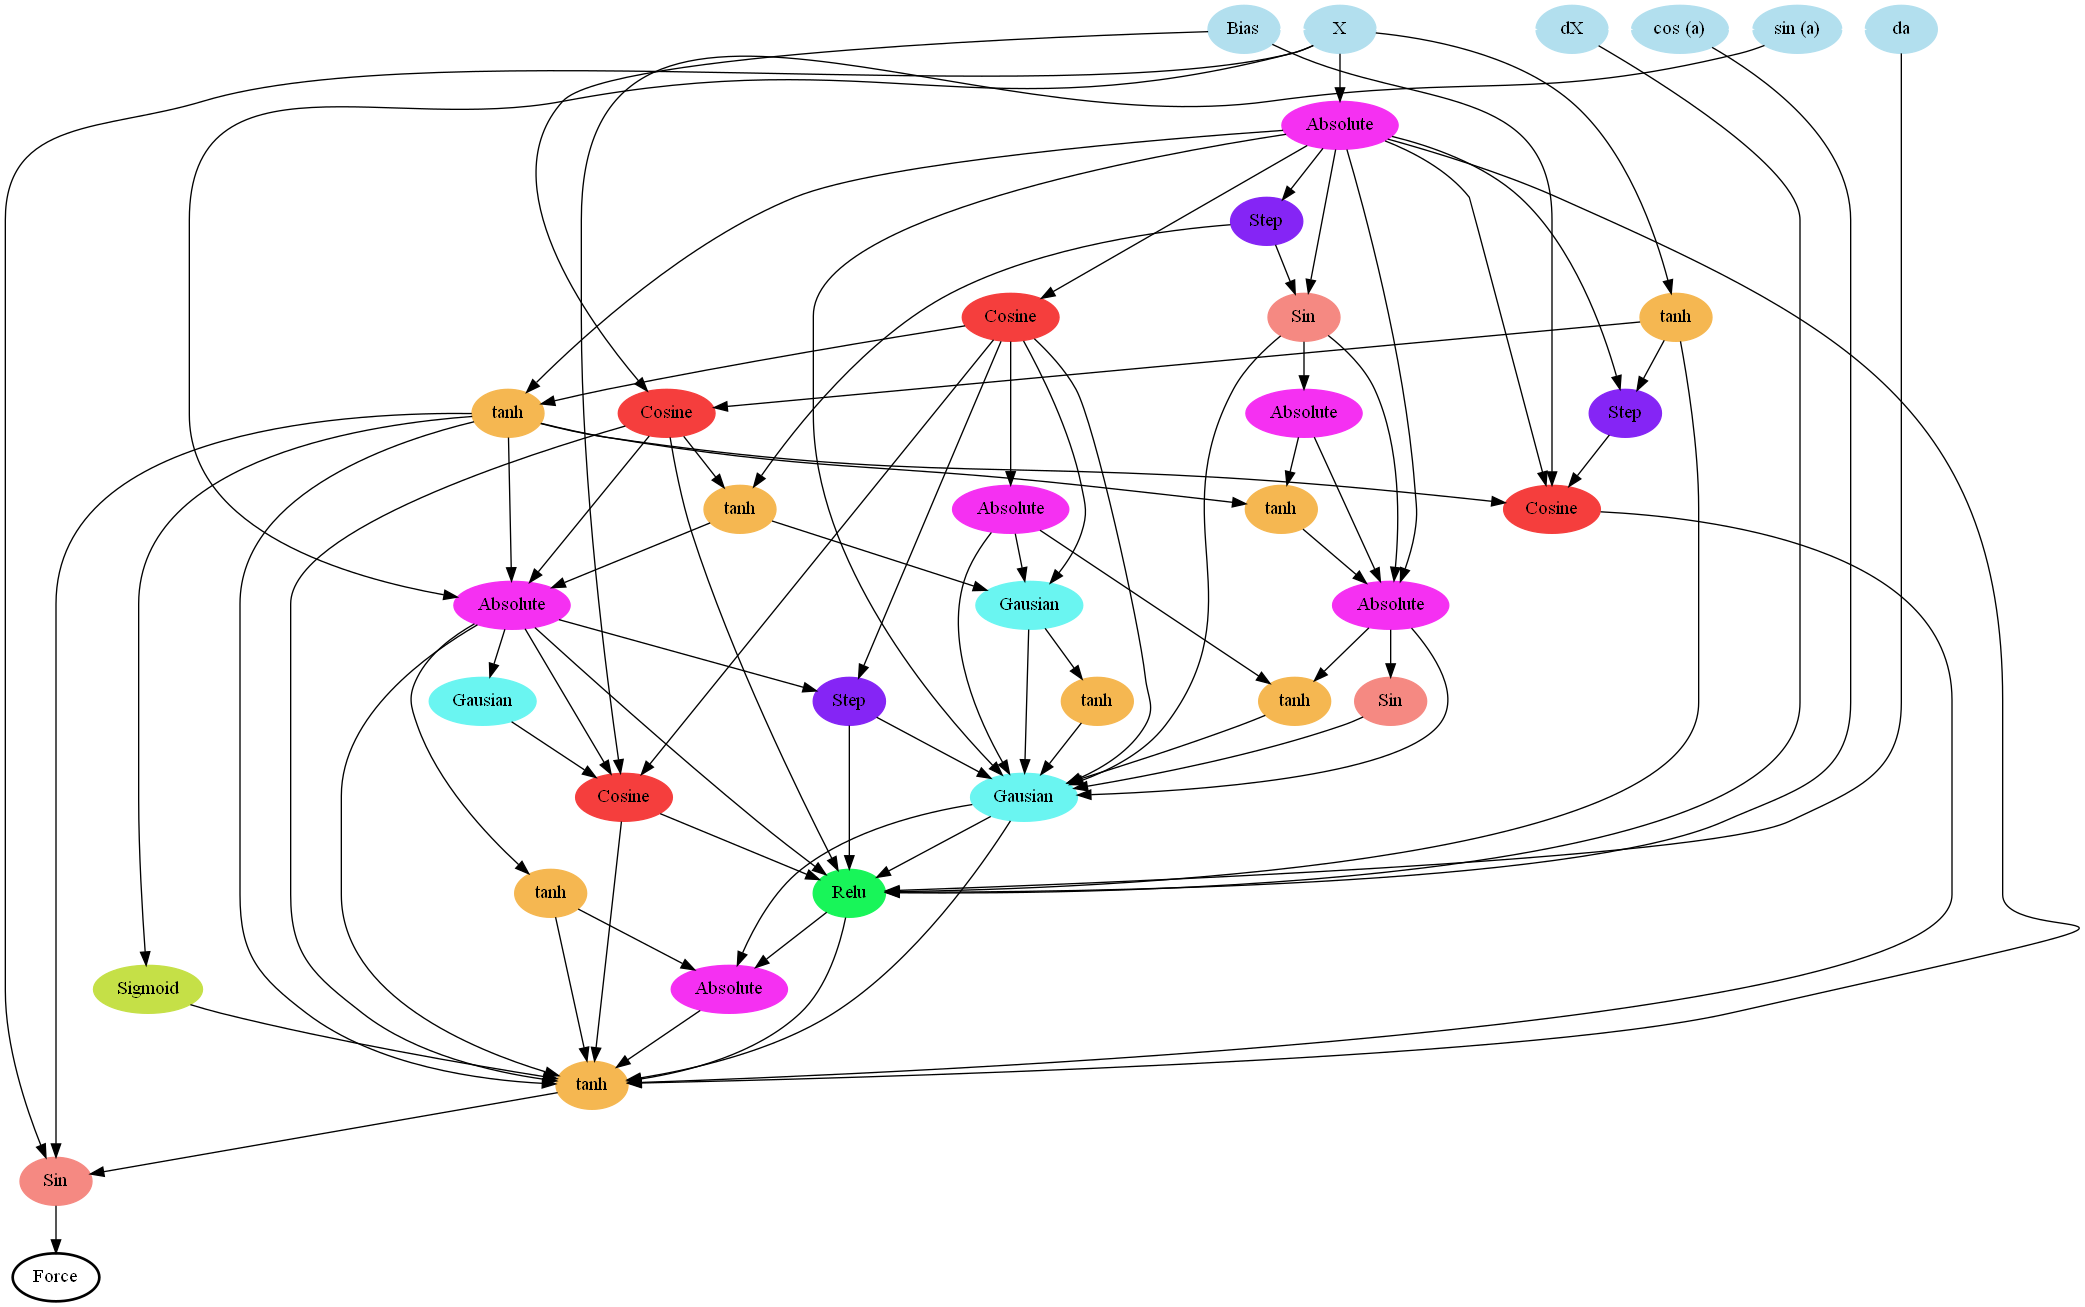 Bias
X
dX
cos (a)
sin (a)
da
Absolute
Step
Cosine
Sin
tanh
tanh
Cosine
Absolute
Step
tanh
Absolute
tanh
Cosine
Absolute
Gausian
Absolute
Gausian
Step
tanh
tanh
Sin
Cosine
Gausian
tanh
Relu
Sigmoid
Absolute
tanh
Sin
Force